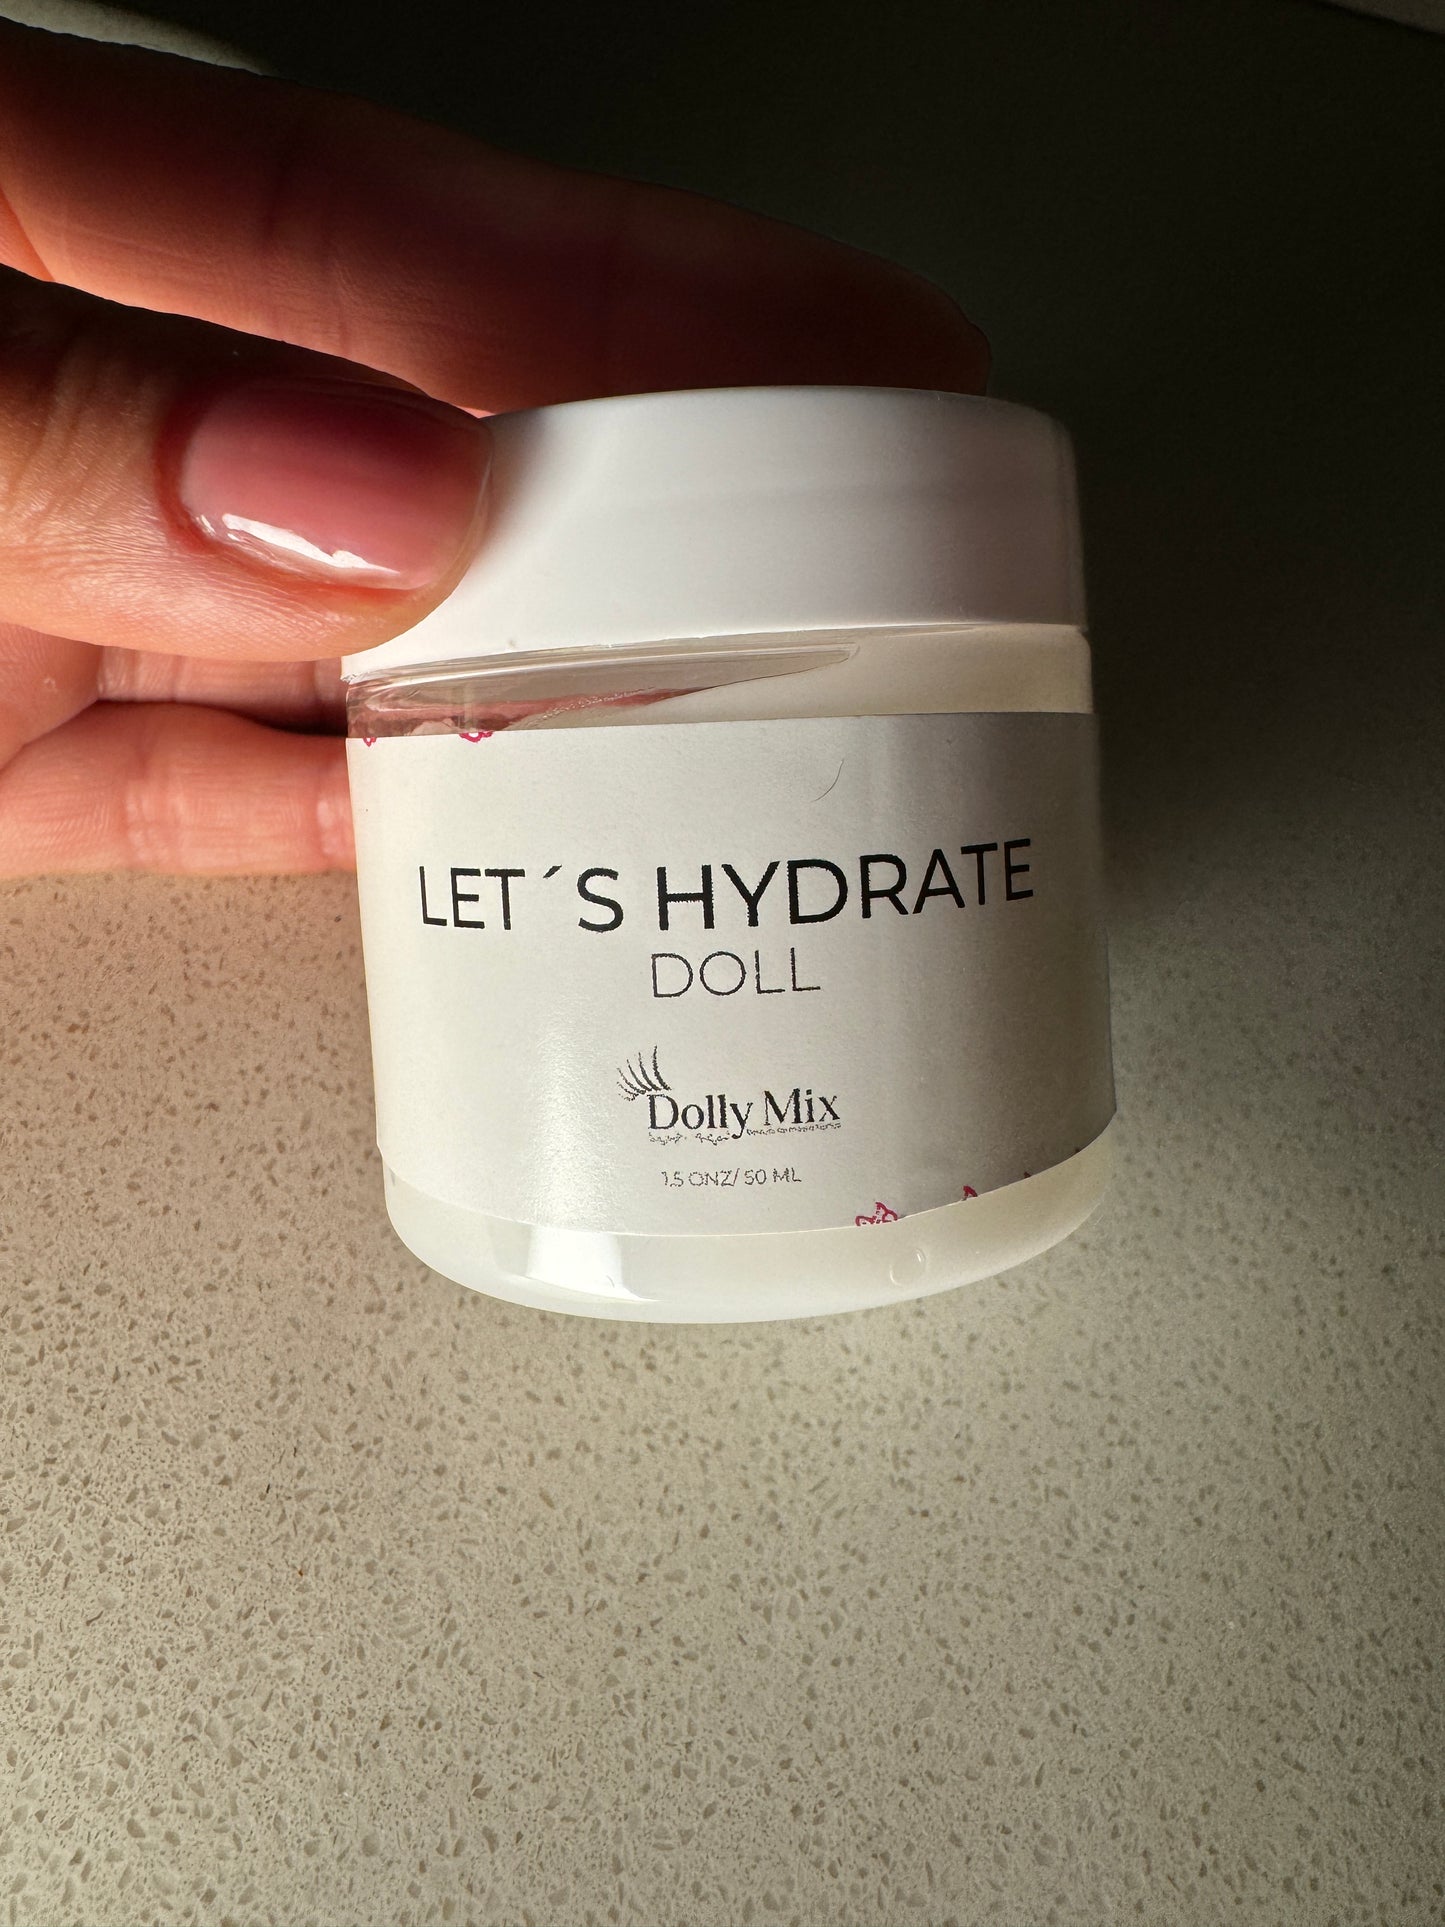 LET´S HYDRATE
DOLL
Dolly Mix
1.5 ONZ/ 50 ML